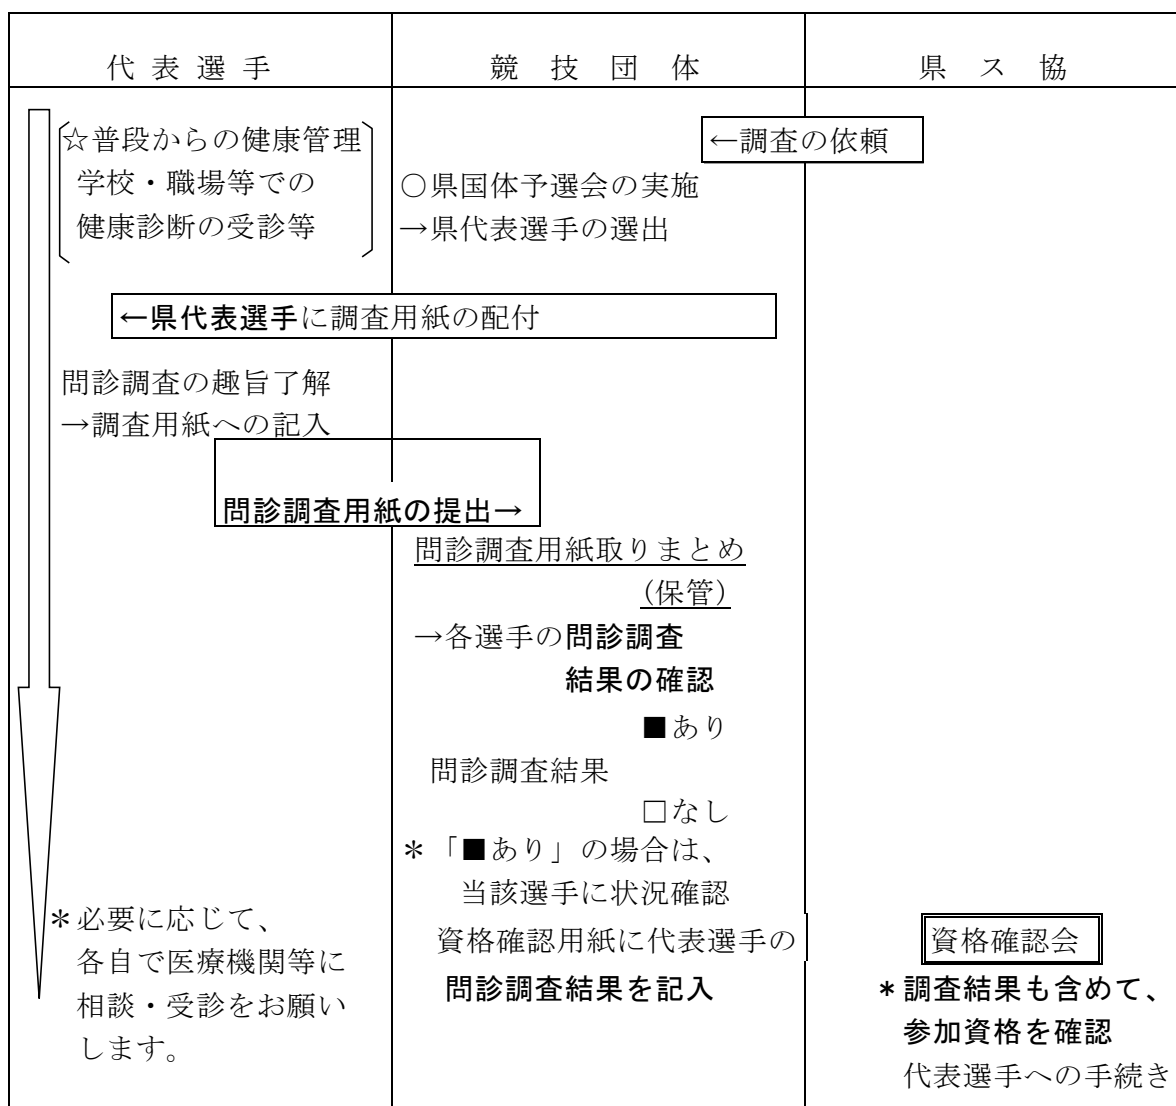 代表選手
競技団体
県ス協
☆普段からの健康管理
学校・職場等での
健康診断の受診等
←調査の依頼
○県国体予選会の実施
→県代表選手の選出
←県代表選手に調査用紙の配付
問診調査の趣旨了解
→調査用紙への記入
問診調査用紙の提出→
問診調査用紙取りまとめ
(保管)
→各選手の問診調査
結果の確認
■あり
問診調査結果
□なし
＊「■あり」の場合は、
当該選手に状況確認
資格確認用紙に代表選手の
問診調査結果を記入
＊必要に応じて、
各自で医療機関等に
相談・受診をお願い
します。
資格確認会
＊調査結果も含めて、
参加資格を確認
代表選手への手続き